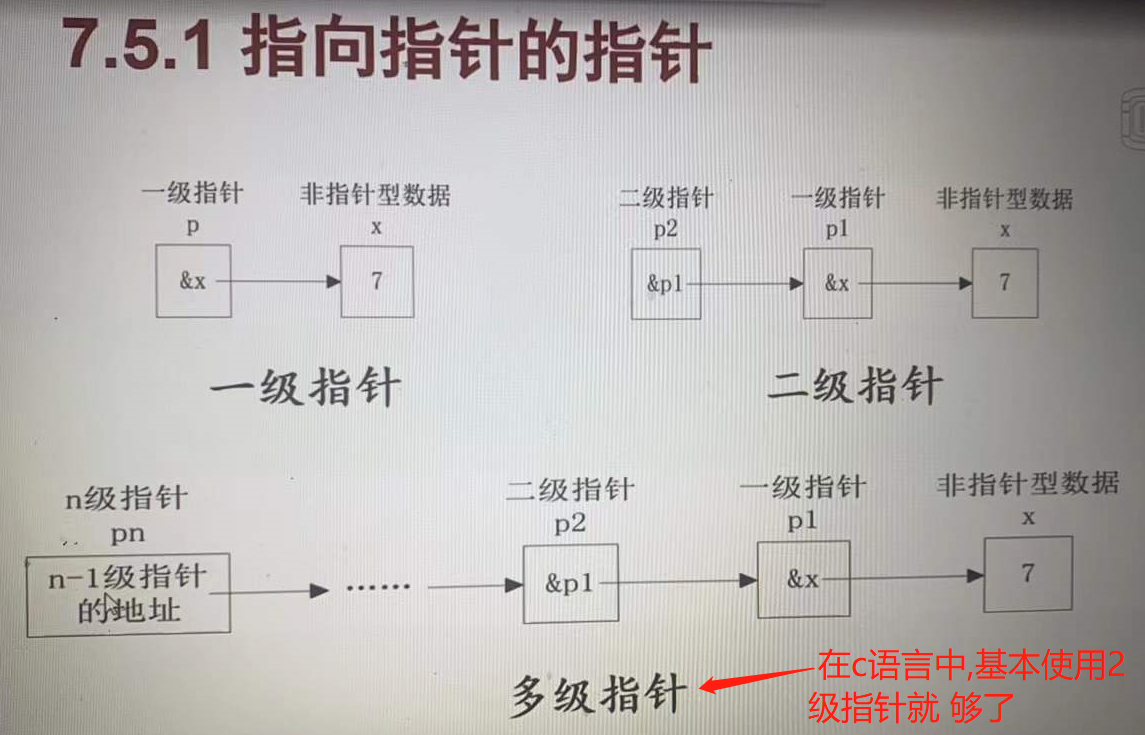 7.5.1 指向指针的指针
一级指针 非指针型数据
p x
&x 7
一级指针
二级指针 一级指针 非指针型数据
p2 p1 x
&p1 &x 7
二级指针
n级指针 二级指针 一级指针 非指针型数据
pn p2 p1 x
n-1级指针
的地址 …… &p1 &x 7
多级指针
在c语言中,基本使用2
级指针就 够了